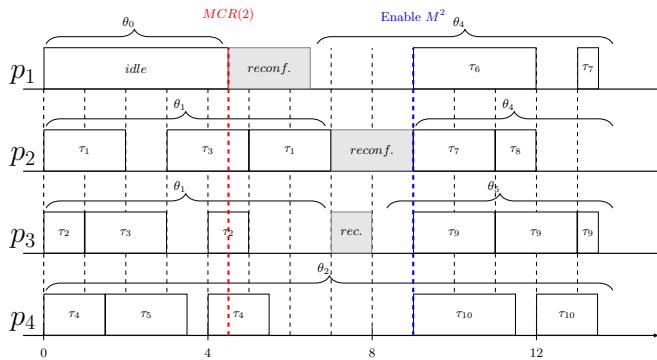 MCR(2) Enable M²
θ₀ θ₄
p₁ idle reconf. τ₆ τ₇
θ₁ θ₄
p₂ τ₁ τ₃ τ₁ reconf. τ₇ τ₈
θ₁ θ₅
p₃ τ₂ τ₃ τ₂ rec. τ₉ τ₉ τ₉
θ₂
p₄ τ₄ τ₅ τ₄ τ₁₀ τ₁₀
0 4 8 12